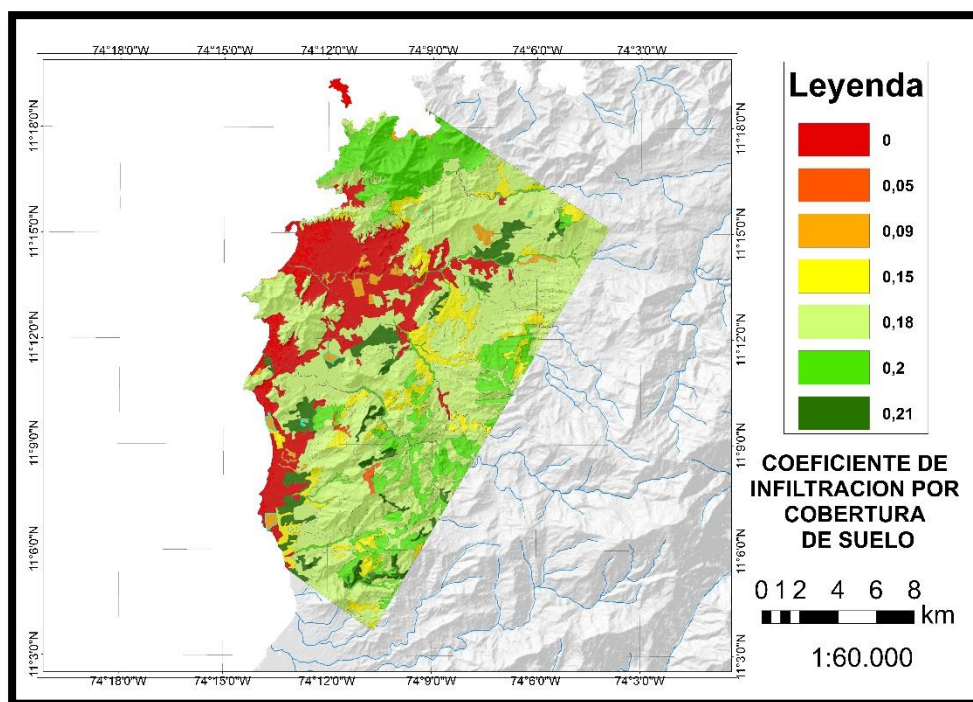 74°18'0"W 74°15'0"W 74°12'0"W 74°9'0"W 74°6'0"W 74°3'0"W
11°18'0"N
11°15'0"N
11°12'0"N
11°9'0"N
11°6'0"N
11°3'0"N
11°18'0"N
11°15'0"N
11°12'0"N
11°9'0"N
11°6'0"N
11°3'0"N
74°18'0"W 74°15'0"W 74°12'0"W 74°9'0"W 74°6'0"W 74°3'0"W
Leyenda
0
0,05
0,09
0,15
0,18
0,2
0,21
COEFICIENTE DE
INFILTRACION POR
COBERTURA
DE SUELO
0 1 2 4 6 8
km
1:60.000